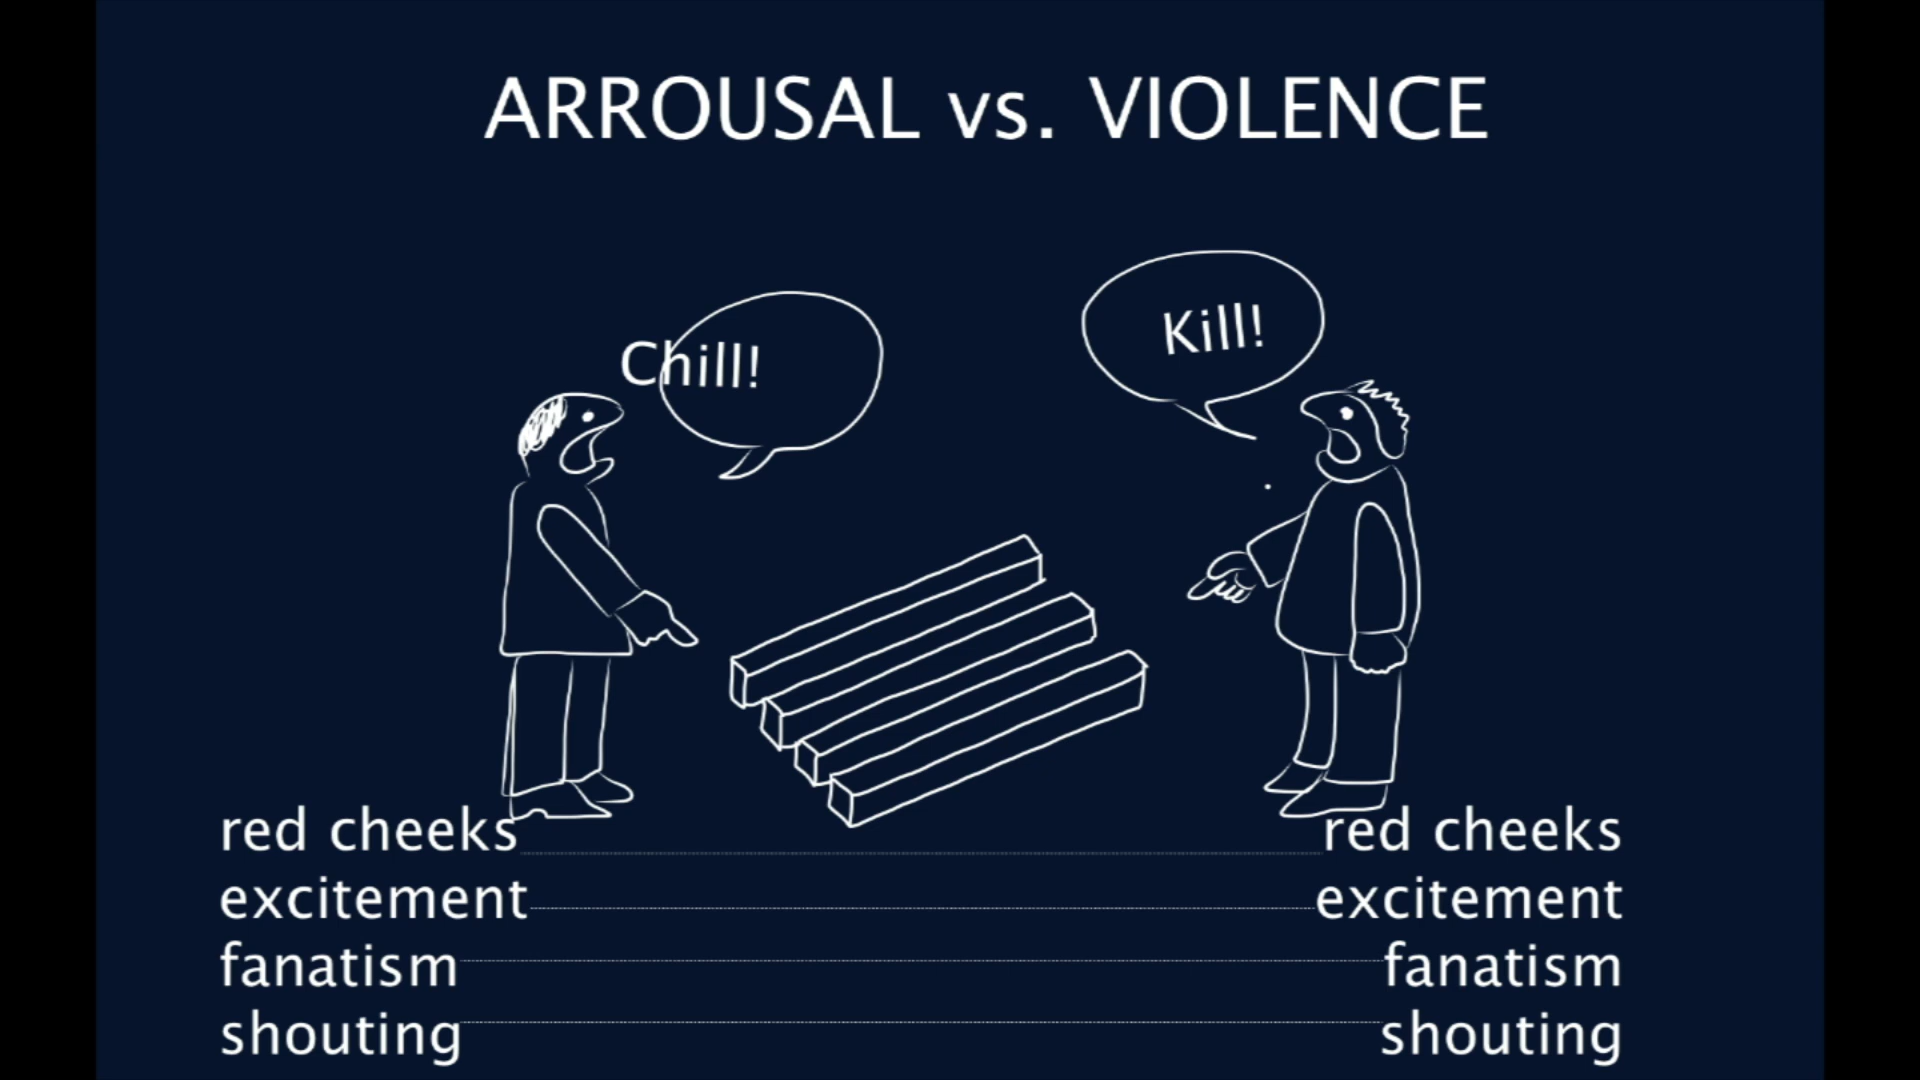 ARROUSAL vs. VIOLENCE
Chill!
Kill!
red cheeks red cheeks
excitement excitement
fanatism fanatism
shouting shouting